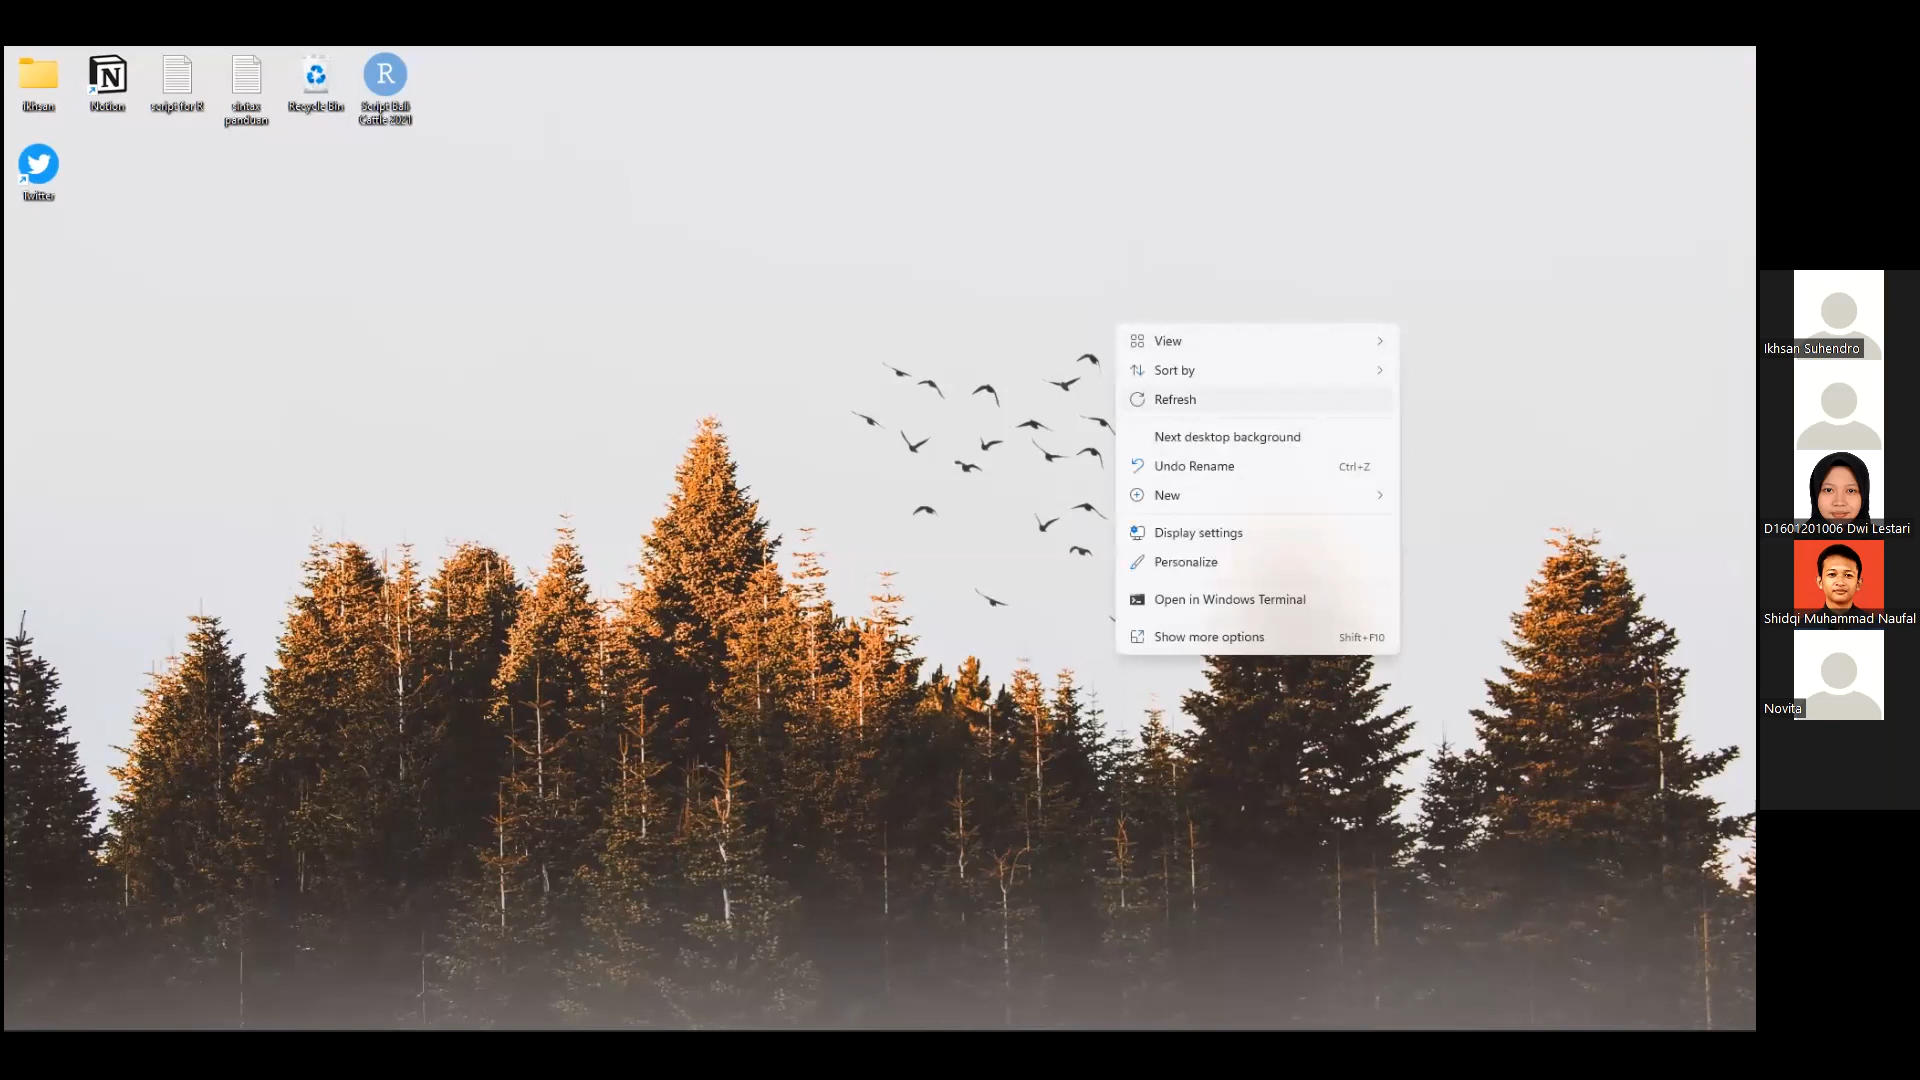 ikhsan
Notion
script for R
sintax
panduan
Recycle Bin
Script Bali
Cattle 2021
Twitter
View
Sort by
Refresh
Next desktop background
Undo Rename Ctrl+Z
New
Display settings
Personalize
Open in Windows Terminal
Show more options Shift+F10
Ikhsan Suhendro
D1601201006 Dwi Lestari
Shidqi Muhammad Naufal
Novita